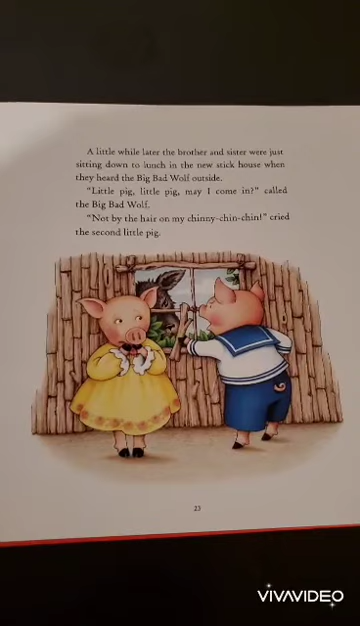 A little while later the brother and sister were just
sitting down to lunch in the new stick house when
they heard the Big Bad Wolf outside.
"Little pig, little pig, may I come in?" called
the Big Bad Wolf.
"Not by the hair on my chinny-chin-chin!" cried
the second little pig.
23
VIVAVIDEO